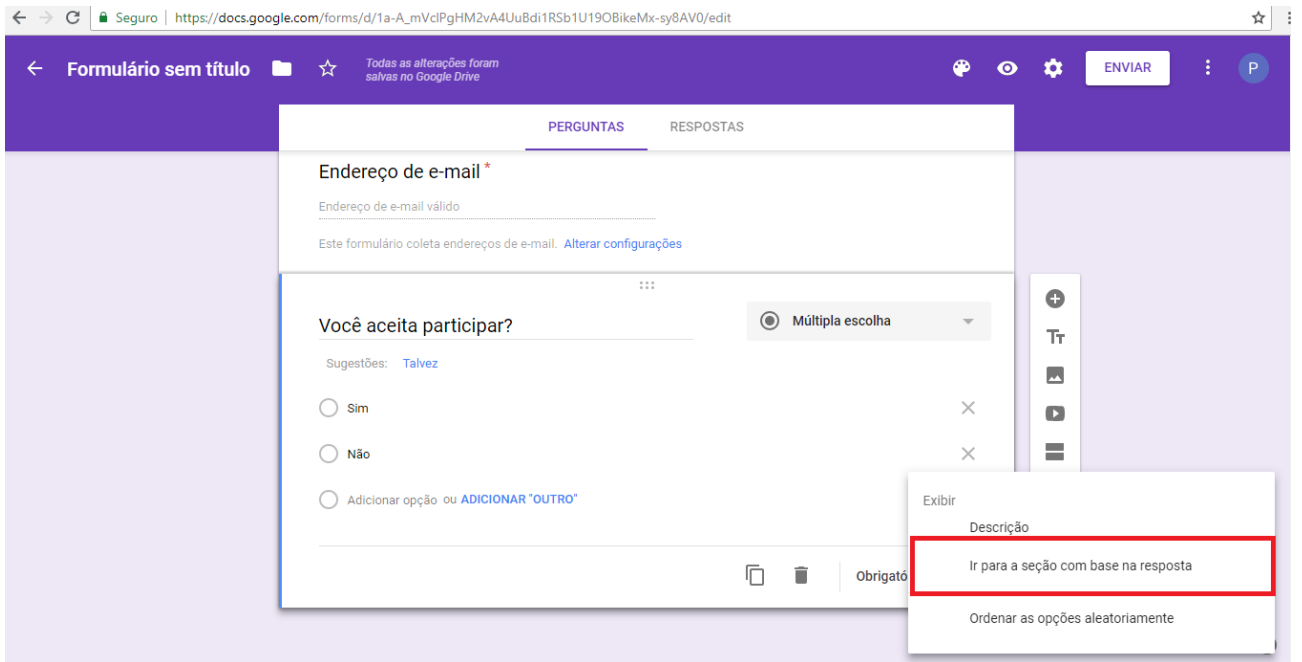 Seguro | https://docs.google.com/forms/d/1a-A_mVclPgHM2vA4UuBdi1RSb1U19OBikeMx-sy8AV0/edit
Formulário sem título
Todas as alterações foram
salvas no Google Drive
ENVIAR
P
PERGUNTAS RESPOSTAS
Endereço de e-mail *
Endereço de e-mail válido
Este formulário coleta endereços de e-mail. Alterar configurações
Você aceita participar?
Múltipla escolha
Tт
Sugestões: Talvez
Sim
Não
Adicionar opção ou ADICIONAR "OUTRO"
Obrigató
Exibir
Descrição
Ir para a seção com base na resposta
Ordenar as opções aleatoriamente